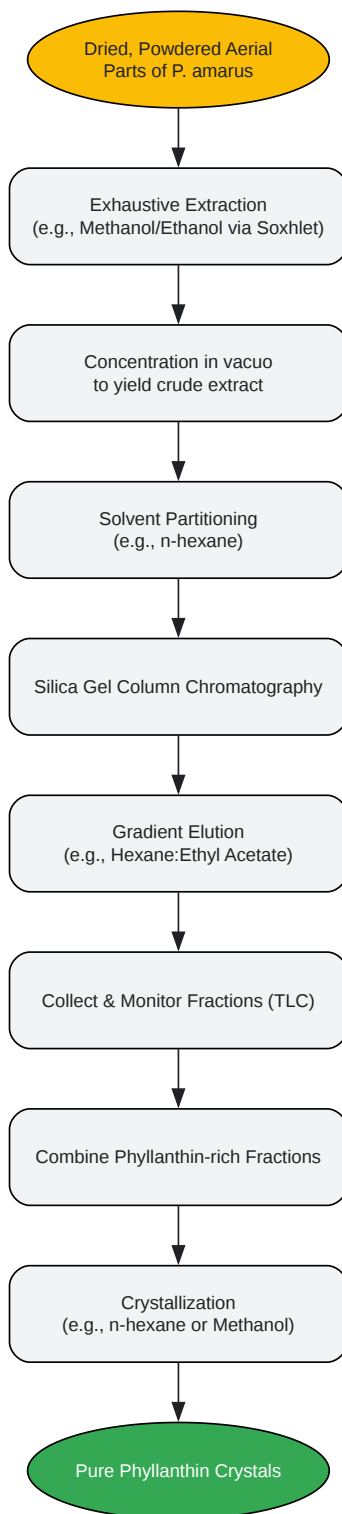 Dried, Powdered Aerial
Parts of P. amarus
Exhaustive Extraction
(e.g., Methanol/Ethanol via Soxhlet)
Concentration in vacuo
to yield crude extract
Solvent Partitioning
(e.g., n-hexane)
Silica Gel Column Chromatography
Gradient Elution
(e.g., Hexane:Ethyl Acetate)
Collect & Monitor Fractions (TLC)
Combine Phyllanthin-rich Fractions
Crystallization
(e.g., n-hexane or Methanol)
Pure Phyllanthin Crystals